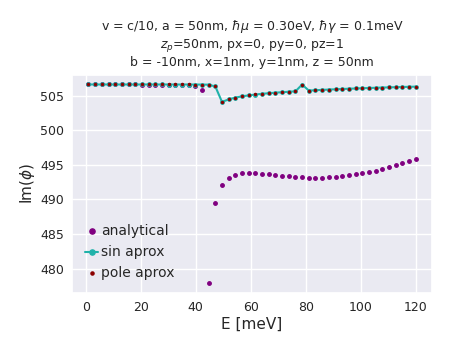 v = c/10, a = 50nm, ℏμ = 0.30eV, ℏγ = 0.1meV
zₚ=50nm, px=0, py=0, pz=1
b = -10nm, x=1nm, y=1nm, z = 50nm
Im(ϕ)
505
500
495
490
485
480
analytical
sin aprox
pole aprox
0 20 40 60 80 100 120
E [meV]